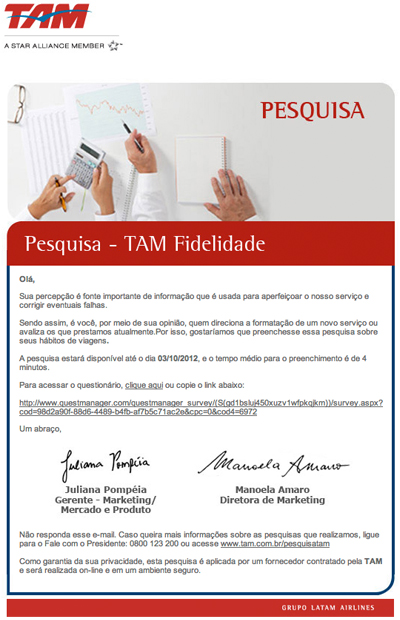 TAM
A STAR ALLIANCE MEMBER
PESQUISA
Pesquisa - TAM Fidelidade
Olá,
Sua percepção é fonte importante de informação que é usada para aperfeiçoar o nosso serviço e
corrigir eventuais falhas.
Sendo assim, é você, por meio de sua opinião, quem direciona a formatação de um novo serviço ou
avaliza os que prestamos atualmente.Por isso, gostaríamos que preenchesse essa pesquisa sobre
seus hábitos de viagens.
A pesquisa estará disponível até o dia 03/10/2012, e o tempo médio para o preenchimento é de 4
minutos.
Para acessar o questionário, clique aqui ou copie o link abaixo:
http://www.questmanager.com/questmanager_survey/(S(qd1bsluj450xuzv1wfpkqjkm))/survey.aspx?
cod=98d2a90f-88d6-4489-b4fb-af7b5c71ac2e&cpc=0&cod4=6972
Um abraço,
Juliana Pompéia Manoela Amaro
Juliana Pompéia Manoela Amaro
Gerente - Marketing/ Diretora de Marketing
Mercado e Produto
Não responda esse e-mail. Caso queira mais informações sobre as pesquisas que realizamos, ligue
para o Fale com o Presidente: 0800 123 200 ou acesse www.tam.com.br/pesquisatam
Como garantia da sua privacidade, esta pesquisa é aplicada por um fornecedor contratado pela TAM
e será realizada on-line e em um ambiente seguro.
GRUPO LATAM AIRLINES